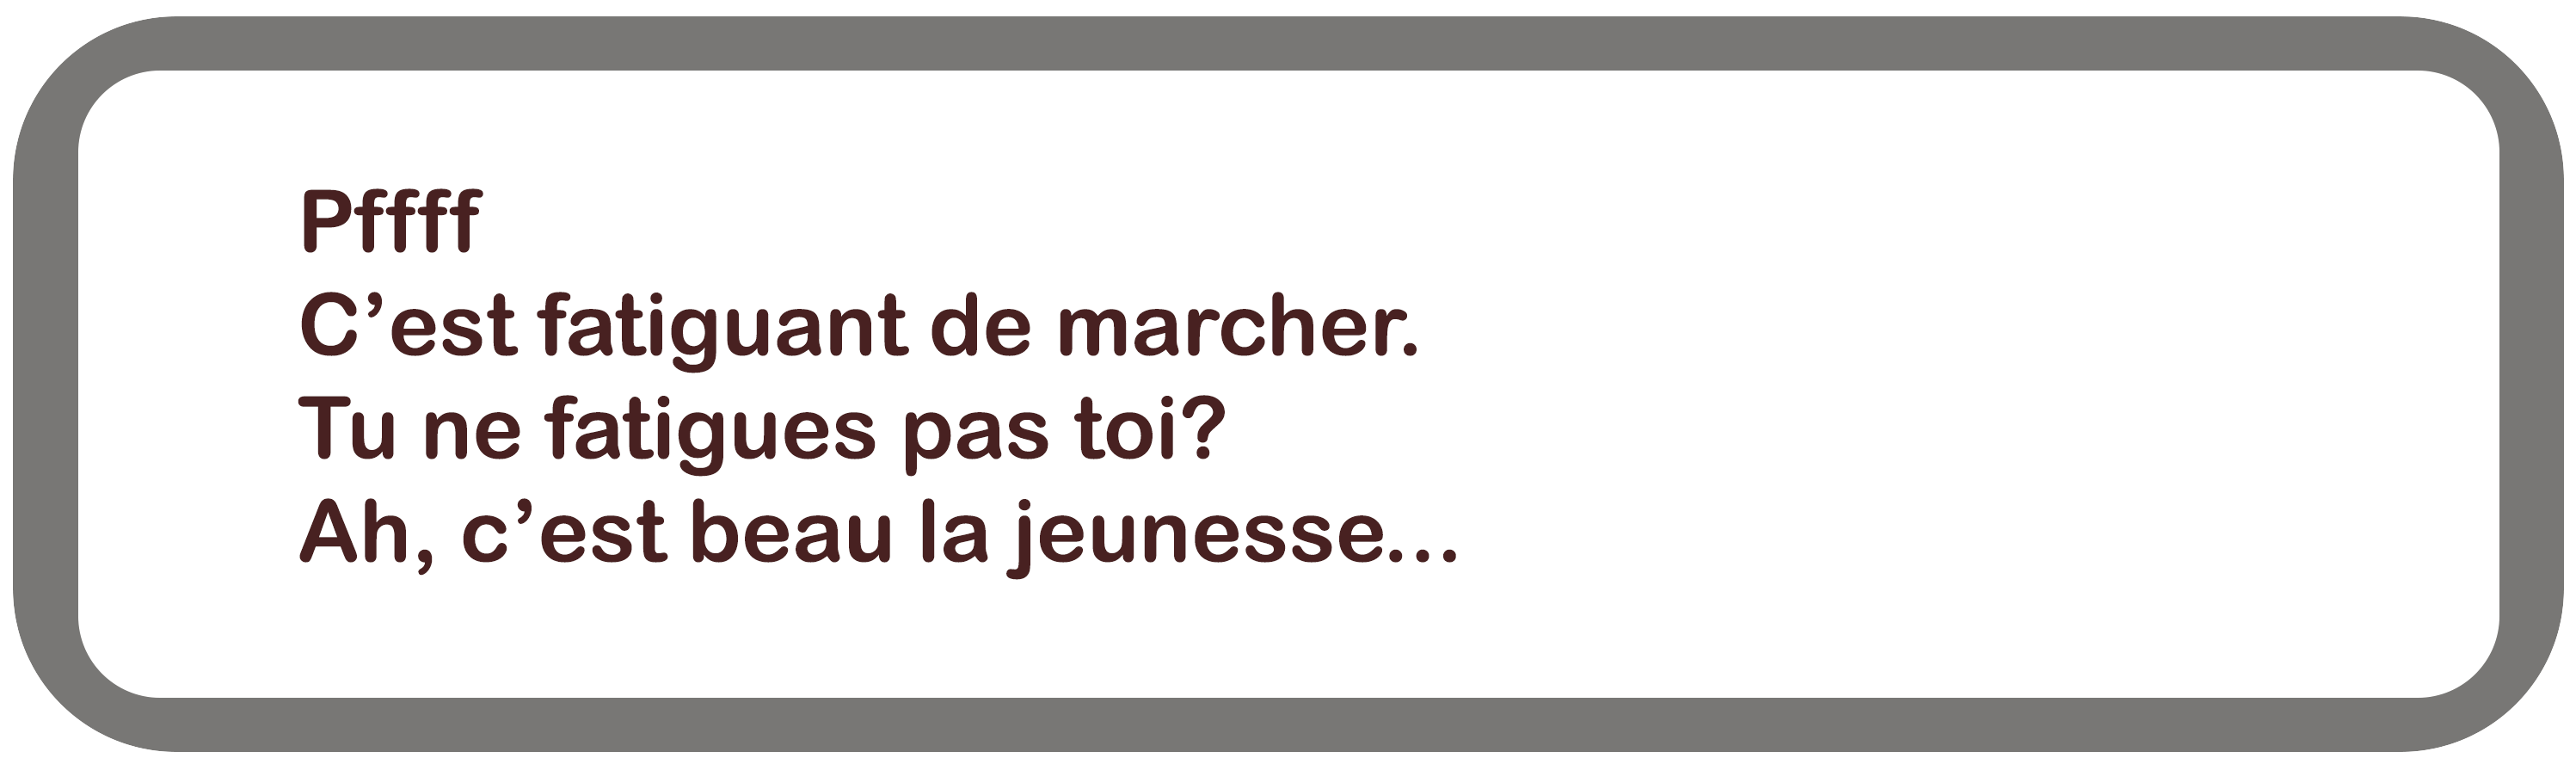 Pffff
C’est fatiguant de marcher.
Tu ne fatigues pas toi?
Ah, c’est beau la jeunesse...